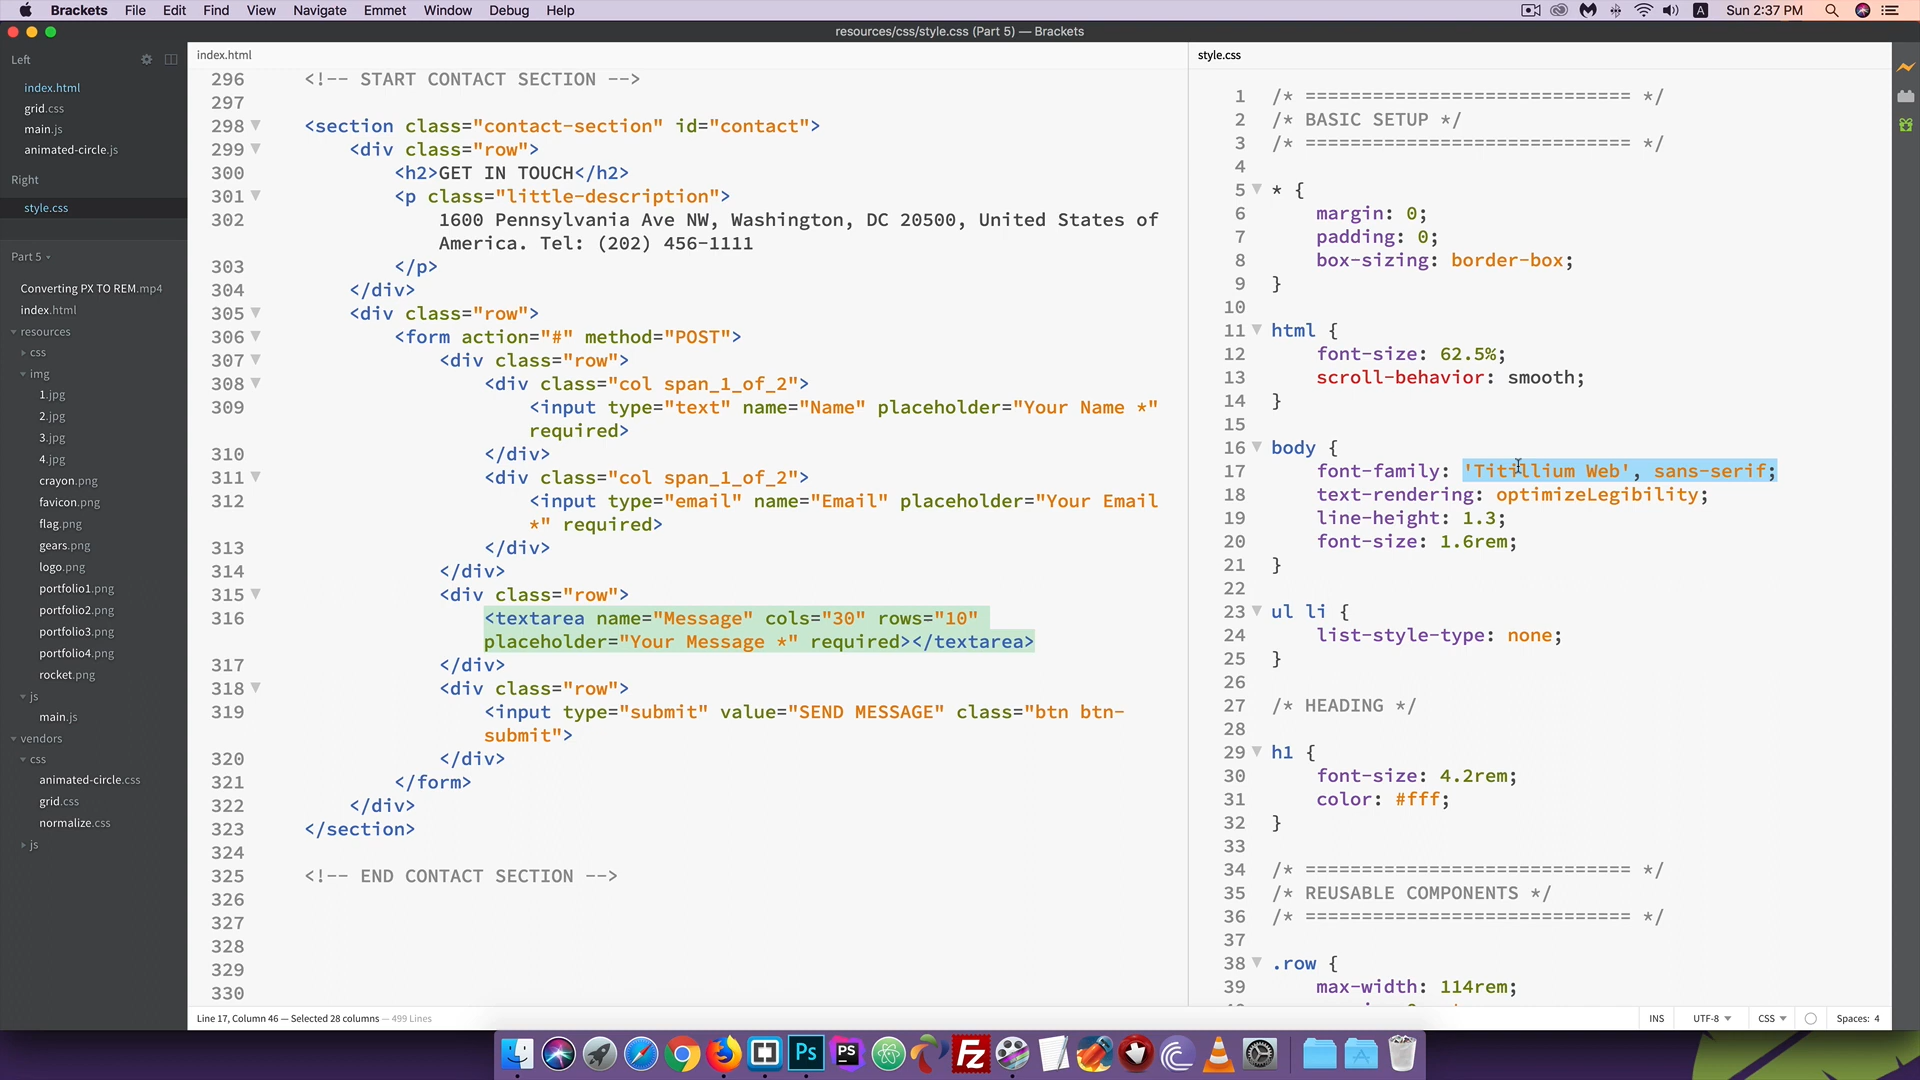 Brackets File Edit Find View Navigate Emmet Window Debug Help
A Sun 2:37 PM
resources/css/style.css (Part 5) — Brackets
Left
index.html
grid.css
main.js
animated-circle.js
Right
style.css
Part 5
Converting PX TO REM.mp4
index.html
resources
css
img
1.jpg
2.jpg
3.jpg
4.jpg
crayon.png
favicon.png
flag.png
gears.png
logo.png
portfolio1.png
portfolio2.png
portfolio3.png
portfolio4.png
rocket.png
js
main.js
vendors
css
animated-circle.css
grid.css
normalize.css
js
index.html
296 <!-- START CONTACT SECTION -->
297
298 <section class="contact-section" id="contact">
299 <div class="row">
300 <h2>GET IN TOUCH</h2>
301 <p class="little-description">
302 1600 Pennsylvania Ave NW, Washington, DC 20500, United States of
America. Tel: (202) 456-1111
303 </p>
304 </div>
305 <div class="row">
306 <form action="#" method="POST">
307 <div class="row">
308 <div class="col span_1_of_2">
309 <input type="text" name="Name" placeholder="Your Name *"
required>
310 </div>
311 <div class="col span_1_of_2">
312 <input type="email" name="Email" placeholder="Your Email
*" required>
313 </div>
314 </div>
315 <div class="row">
316 <textarea name="Message" cols="30" rows="10"
placeholder="Your Message *" required></textarea>
317 </div>
318 <div class="row">
319 <input type="submit" value="SEND MESSAGE" class="btn btn-
submit">
320 </div>
321 </form>
322 </div>
323 </section>
324
325 <!-- END CONTACT SECTION -->
326
327
328
329
330
style.css
1 /* ============================= */
2 /* BASIC SETUP */
3 /* ============================= */
4
5 * {
6 margin: 0;
7 padding: 0;
8 box-sizing: border-box;
9 }
10
11 html {
12 font-size: 62.5%;
13 scroll-behavior: smooth;
14 }
15
16 body {
17 font-family: 'Titillium Web', sans-serif;
18 text-rendering: optimizeLegibility;
19 line-height: 1.3;
20 font-size: 1.6rem;
21 }
22
23 ul li {
24 list-style-type: none;
25 }
26
27 /* HEADING */
28
29 h1 {
30 font-size: 4.2rem;
31 color: #fff;
32 }
33
34 /* ============================= */
35 /* REUSABLE COMPONENTS */
36 /* ============================= */
37
38 .row {
39 max-width: 114rem;
Line 17, Column 46 — Selected 28 columns — 499 Lines
INS UTF-8 CSS Spaces: 4
Ps PS FZ